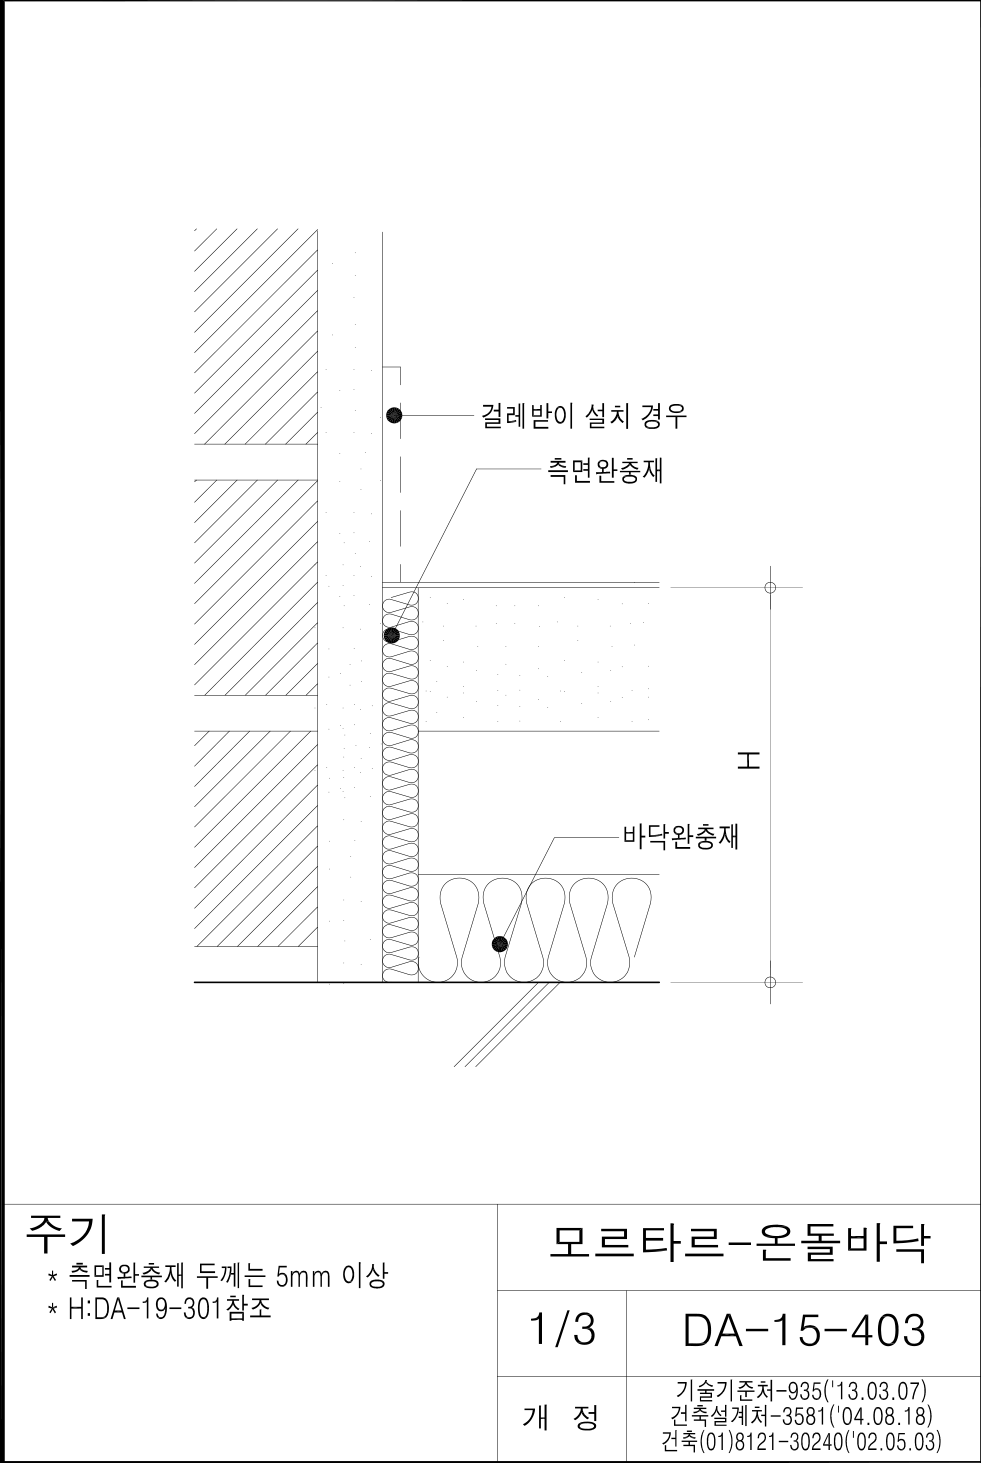 걸레받이 설치 경우
측면완충재
H
바닥완충재
주기
* 측면완충재 두께는 5mm 이상
* H:DA-19-301참조
모르타르-온돌바닥
1/3
DA-15-403
개 정
기술기준처-935('13.03.07)
건축설계처-3581('04.08.18)
건축(01)8121-30240('02.05.03)